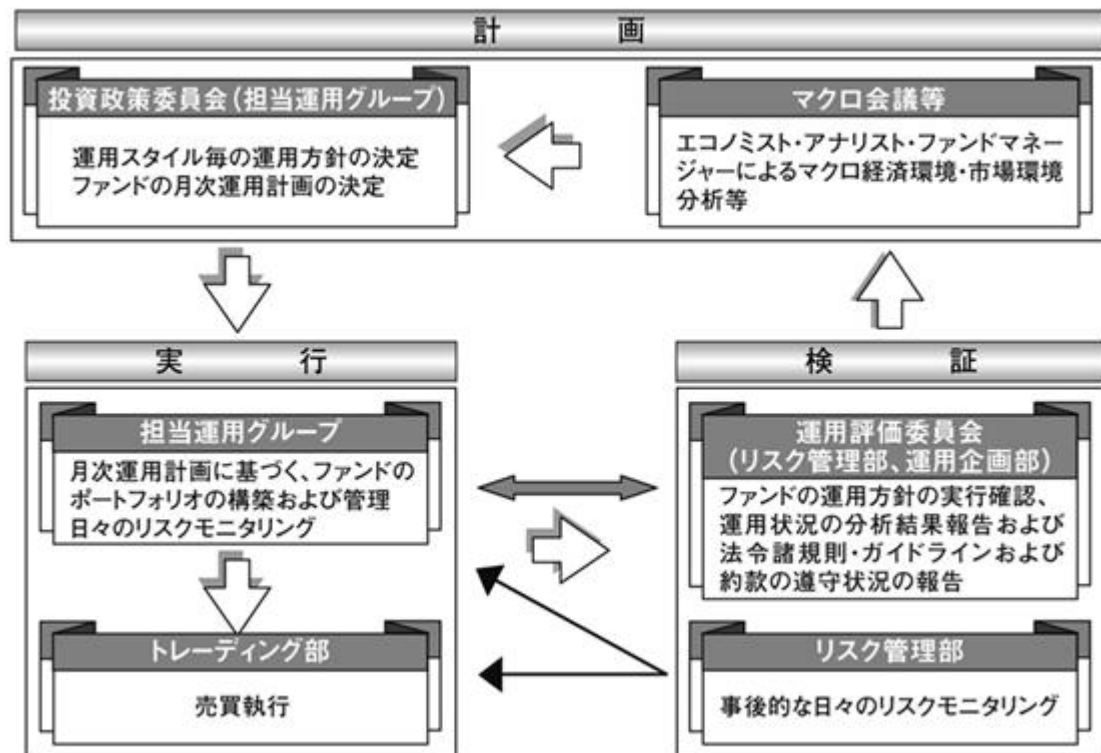 計画
投資政策委員会(担当運用グループ)
運用スタイル毎の運用方針の決定
ファンドの月次運用計画の決定
マクロ会議等
エコノミスト・アナリスト・ファンドマネー
ジャーによるマクロ経済環境・市場環境
分析等
実行
担当運用グループ
月次運用計画に基づく、ファンドの
ポートフォリオの構築および管理
日々のリスクモニタリング
トレーディング部
売買執行
検証
運用評価委員会
(リスク管理部、運用企画部)
ファンドの運用方針の実行確認、
運用状況の分析結果報告および
法令諸規則・ガイドラインおよび
約款の遵守状況の報告
リスク管理部
事後的な日々のリスクモニタリング